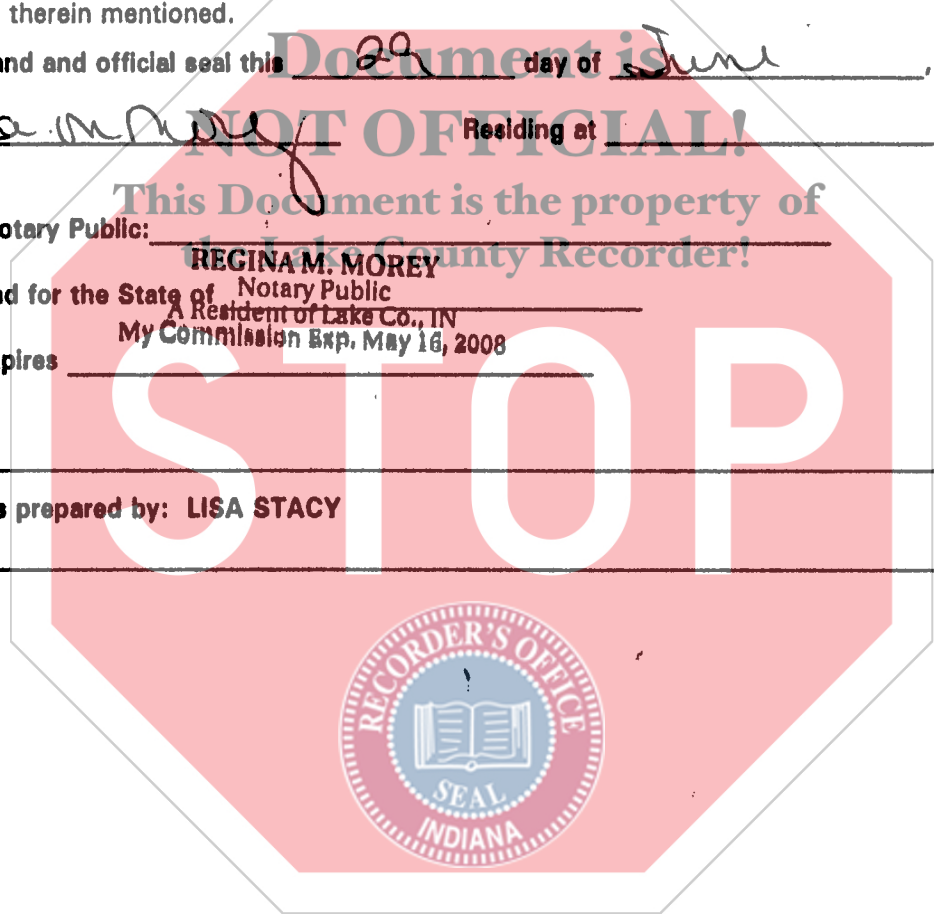 therein mentioned.
and and official seal this 29 day of June,
Document is
NOT OFFICIAL!
Residing at
This Document is the property of
the Lake County Recorder!
otary Public:
REGINA M. MOREY
Notary Public
d for the State of
A Resident of Lake Co., IN
My Commission Exp. May 16, 2008
pires
STOP
s prepared by: LISA STACY
RECORDER'S OFFICE
SEAL
INDIANA